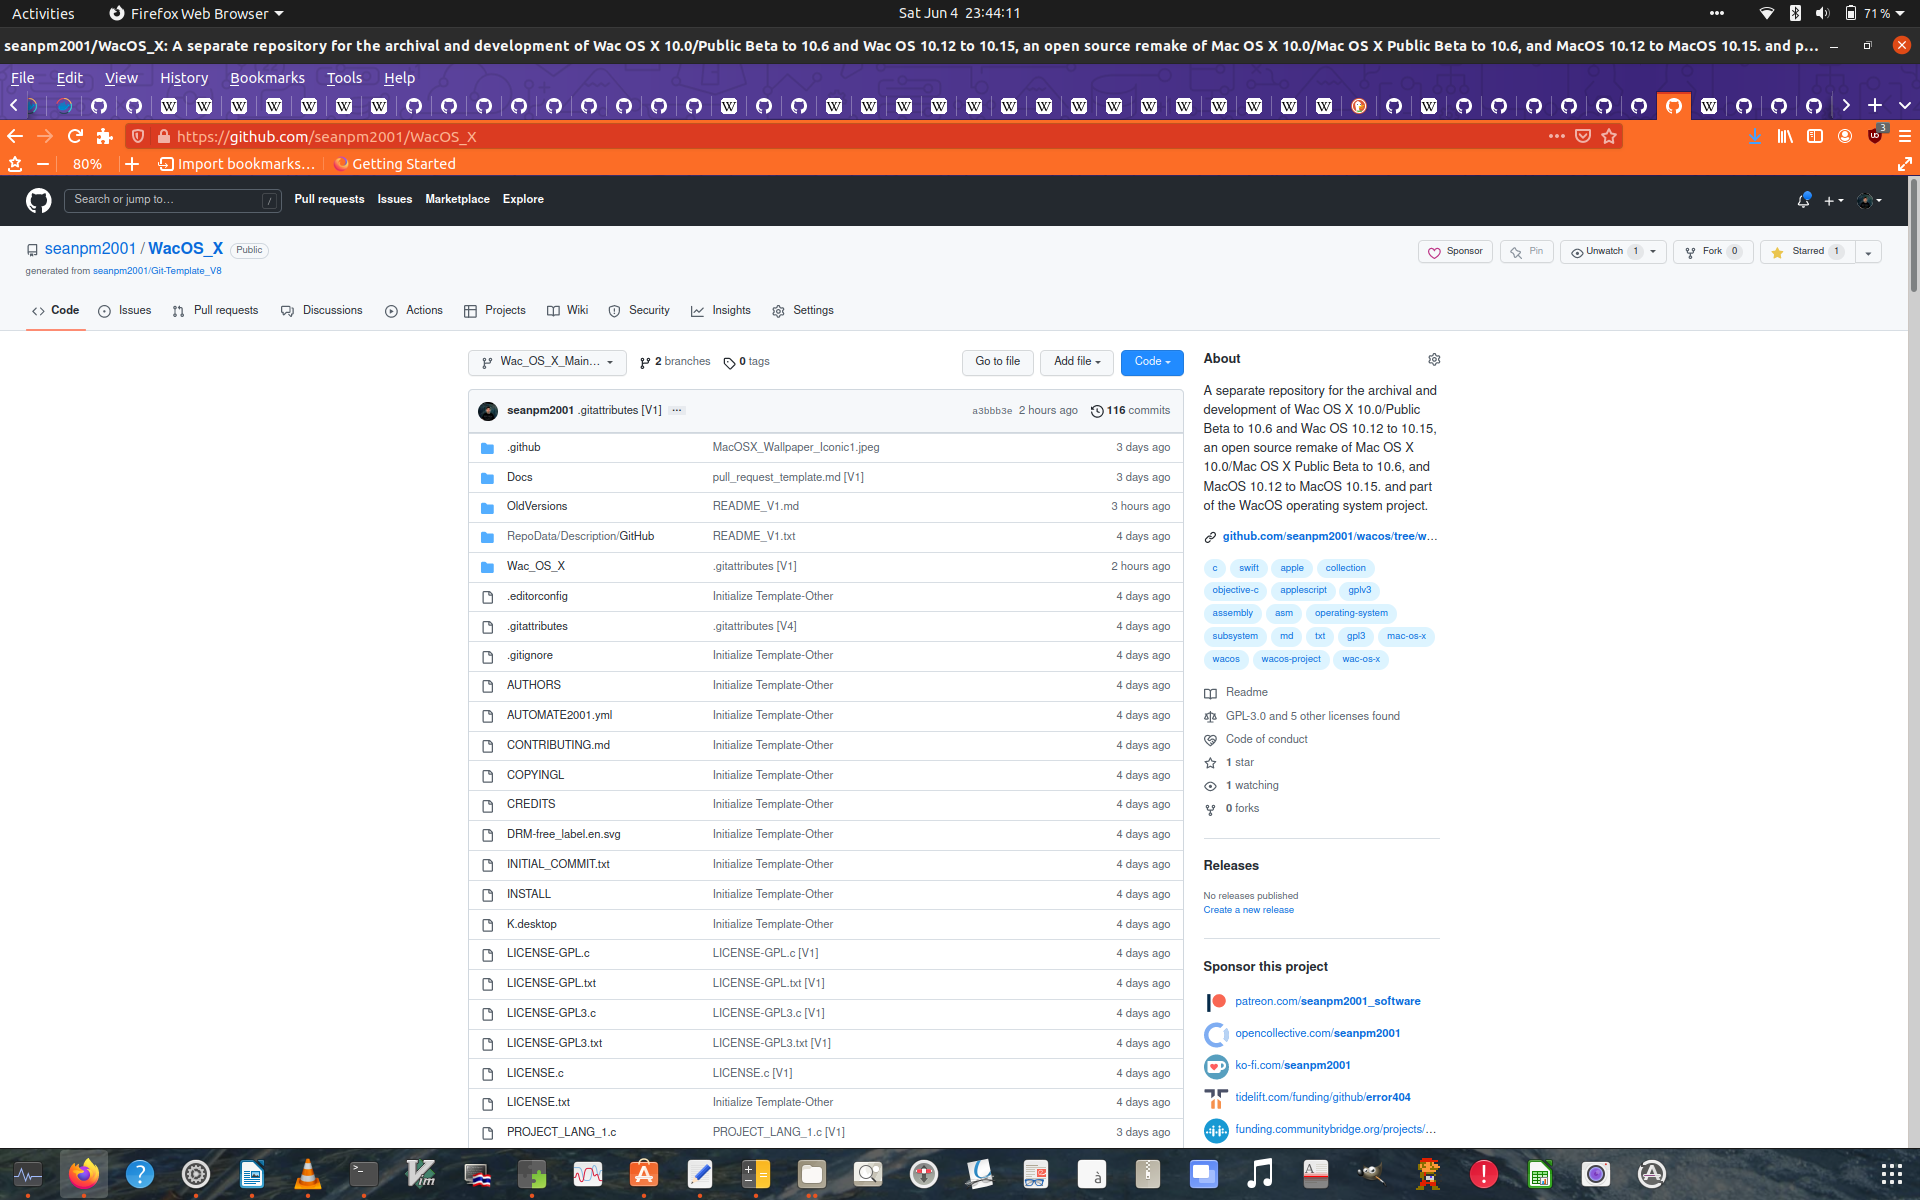 Activities Firefox Web Browser Sat Jun 4 23:44:11 71 %
seanpm2001/WacOS_X: A separate repository for the archival and development of Wac OS X 10.0/Public Beta to 10.6 and Wac OS 10.12 to 10.15, an open source remake of Mac OS X 10.0/Mac OS X Public Beta to 10.6, and MacOS 10.12 to MacOS 10.15. and p…
File Edit View History Bookmarks Tools Help
https://github.com/seanpm2001/WacOS_X 3
80% Import bookmarks… Getting Started
Search or jump to… / Pull requests Issues Marketplace Explore
seanpm2001 / WacOS_X Public
generated from seanpm2001/Git-Template_V8
Sponsor Pin Unwatch 1 Fork 0 Starred 1
Code Issues Pull requests Discussions Actions Projects Wiki Security Insights Settings
Wac_OS_X_Main… 2 branches 0 tags Go to file Add file Code
seanpm2001 .gitattributes [V1] … a3bbb3e 2 hours ago 116 commits
.github MacOSX_Wallpaper_Iconic1.jpeg 3 days ago
Docs pull_request_template.md [V1] 3 days ago
OldVersions README_V1.md 3 hours ago
RepoData/Description/GitHub README_V1.txt 4 days ago
Wac_OS_X .gitattributes [V1] 2 hours ago
.editorconfig Initialize Template-Other 4 days ago
.gitattributes .gitattributes [V4] 4 days ago
.gitignore Initialize Template-Other 4 days ago
AUTHORS Initialize Template-Other 4 days ago
AUTOMATE2001.yml Initialize Template-Other 4 days ago
CONTRIBUTING.md Initialize Template-Other 4 days ago
COPYINGL Initialize Template-Other 4 days ago
CREDITS Initialize Template-Other 4 days ago
DRM-free_label.en.svg Initialize Template-Other 4 days ago
INITIAL_COMMIT.txt Initialize Template-Other 4 days ago
INSTALL Initialize Template-Other 4 days ago
K.desktop Initialize Template-Other 4 days ago
LICENSE-GPL.c LICENSE-GPL.c [V1] 4 days ago
LICENSE-GPL.txt LICENSE-GPL.txt [V1] 4 days ago
LICENSE-GPL3.c LICENSE-GPL3.c [V1] 4 days ago
LICENSE-GPL3.txt LICENSE-GPL3.txt [V1] 4 days ago
LICENSE.c LICENSE.c [V1] 4 days ago
LICENSE.txt Initialize Template-Other 4 days ago
PROJECT_LANG_1.c PROJECT_LANG_1.c [V1] 3 days ago
About
A separate repository for the archival and
development of Wac OS X 10.0/Public
Beta to 10.6 and Wac OS 10.12 to 10.15,
an open source remake of Mac OS X
10.0/Mac OS X Public Beta to 10.6, and
MacOS 10.12 to MacOS 10.15. and part
of the WacOS operating system project.
github.com/seanpm2001/wacos/tree/w…
c swift apple collection
objective-c applescript gplv3
assembly asm operating-system
subsystem md txt gpl3 mac-os-x
wacos wacos-project wac-os-x
Readme
GPL-3.0 and 5 other licenses found
Code of conduct
1 star
1 watching
0 forks
Releases
No releases published
Create a new release
Sponsor this project
patreon.com/seanpm2001_software
opencollective.com/seanpm2001
ko-fi.com/seanpm2001
tidelift.com/funding/github/error404
funding.communitybridge.org/projects/…